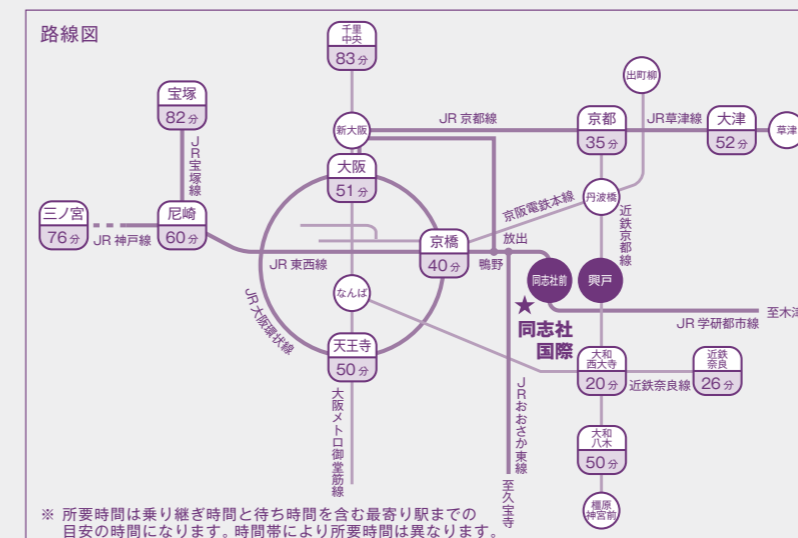 路線図
千里
中央
83分
出町柳
宝塚
82分
新大阪
JR 京都線
京都
35分
JR草津線
大津
52分
草津
JR宝塚線
大阪
51分
丹波橋
京阪電鉄本線
近鉄京都線
三ノ宮
76分
JR 神戸線
尼崎
60分
京橋
40分
放出
鴫野
JR 東西線
同志社前
興戸
なんば
JR大阪環状線
★
同志社
国際
至木津
JR 学研都市線
天王寺
50分
大和
西大寺
20分
近鉄奈良線
近鉄
奈良
26分
JRおおさか東線
大阪メトロ御堂筋線
大和
八木
50分
至久宝寺
橿原
神宮前
※ 所要時間は乗り継ぎ時間と待ち時間を含む最寄り駅までの
目安の時間になります。時間帯により所要時間は異なります。